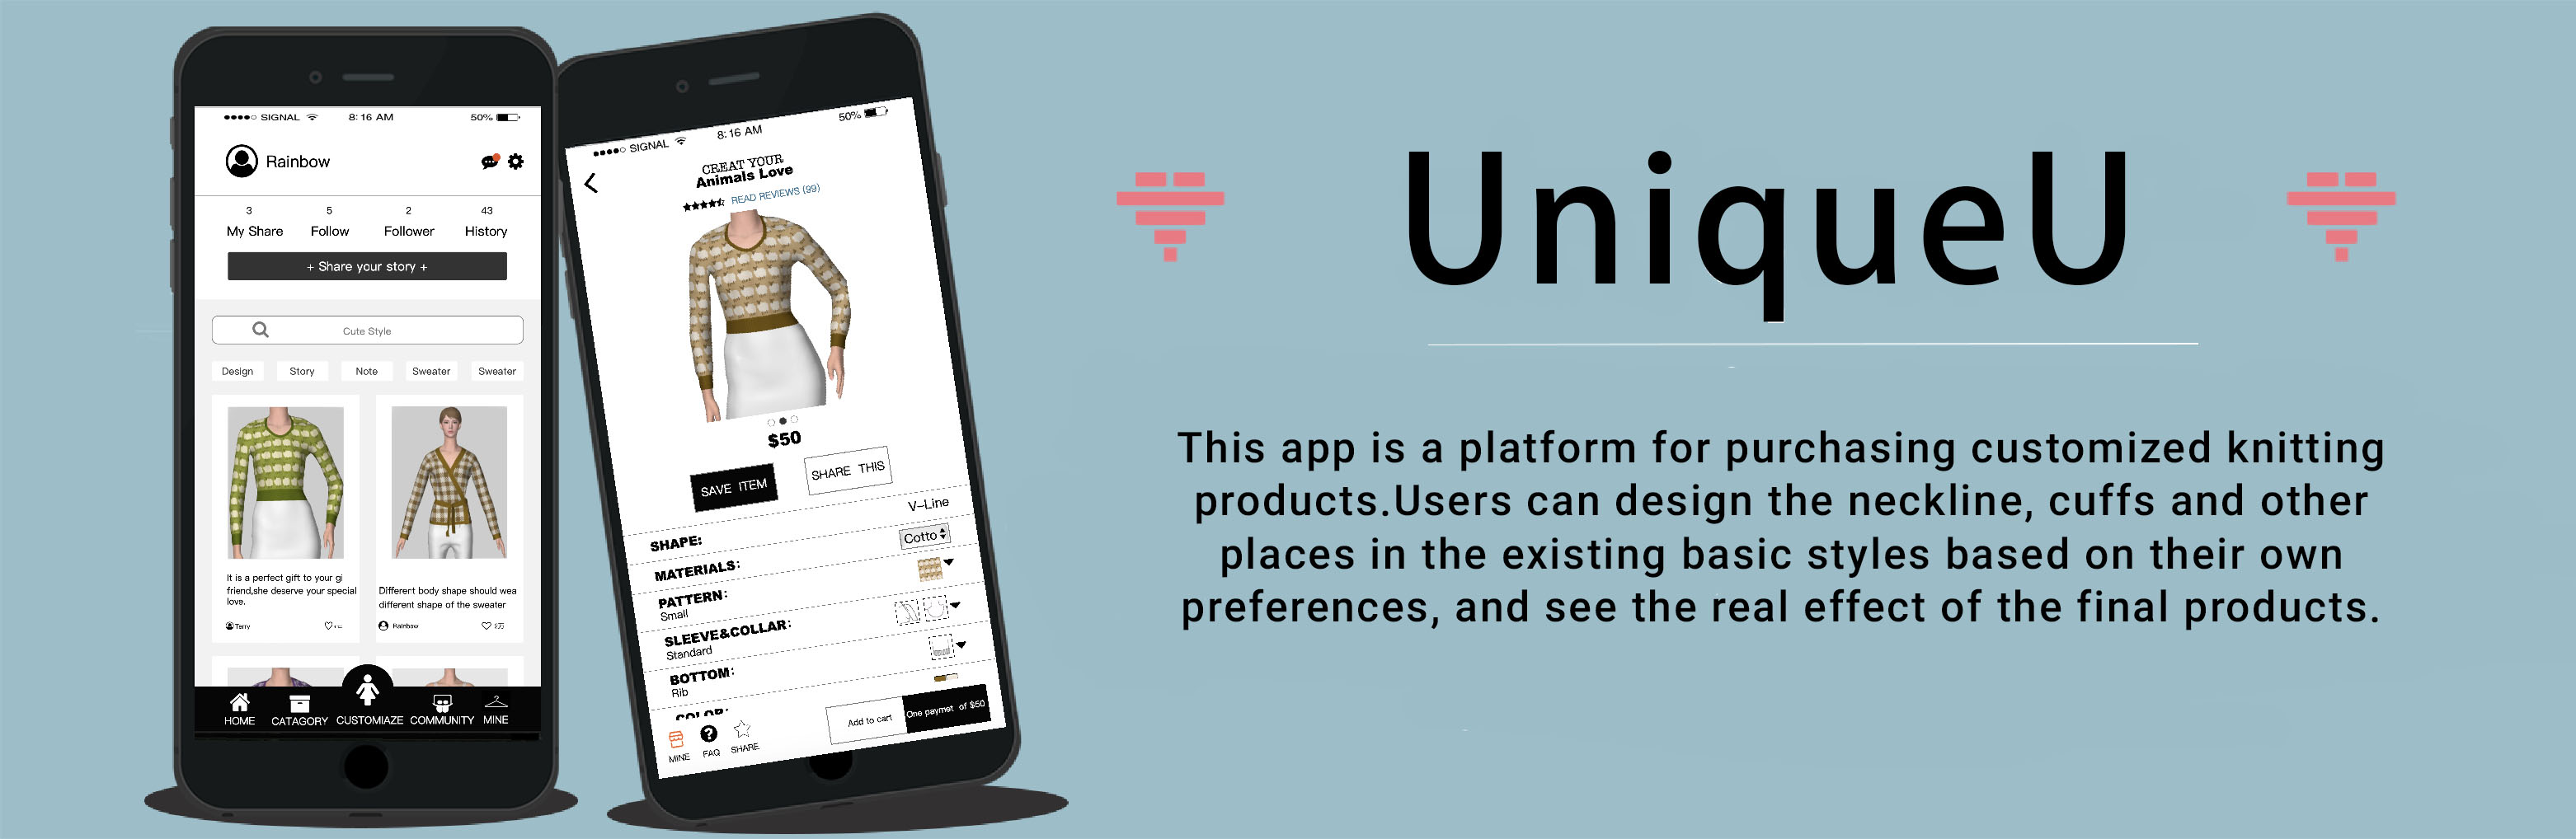 SIGNAL
8:16 AM
50%
Rainbow
3 5 2 43
My Share Follow Follower History
+ Share your story +
Cute Style
Design Story Note Sweater Sweater
It is a perfect gift to your gi
friend,she deserve your special
love.
Terry
Different body shape should wea
different shape of the sweater
Rainbow
HOME CATAGORY CUSTOMIAZE COMMUNITY MINE
SIGNAL
8:16 AM
50%
CREAT YOUR
Animals Love
READ REVIEWS (99)
$50
SAVE ITEM SHARE THIS
V-Line
SHAPE:
Cotto
MATERIALS:
PATTERN:
Small
SLEEVE&COLLAR:
Standard
BOTTOM:
Rib
COLOR:
MINE FAQ SHARE
Add to cart
One paymet of $50
UniqueU
This app is a platform for purchasing customized knitting
products.Users can design the neckline, cuffs and other
places in the existing basic styles based on their own
preferences, and see the real effect of the final products.